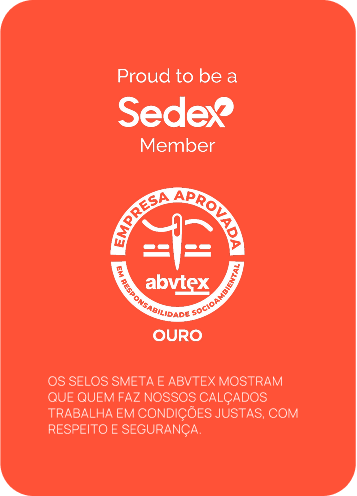 Proud to be a
Sedex
Member
EMPRESA APROVADA
abvtex
EM RESPONSABILIDADE SOCIOAMBIENTAL
OURO
OS SELOS SMETA E ABVTEX MOSTRAM
QUE QUEM FAZ NOSSOS CALÇADOS
TRABALHA EM CONDIÇÕES JUSTAS, COM
RESPEITO E SEGURANÇA.